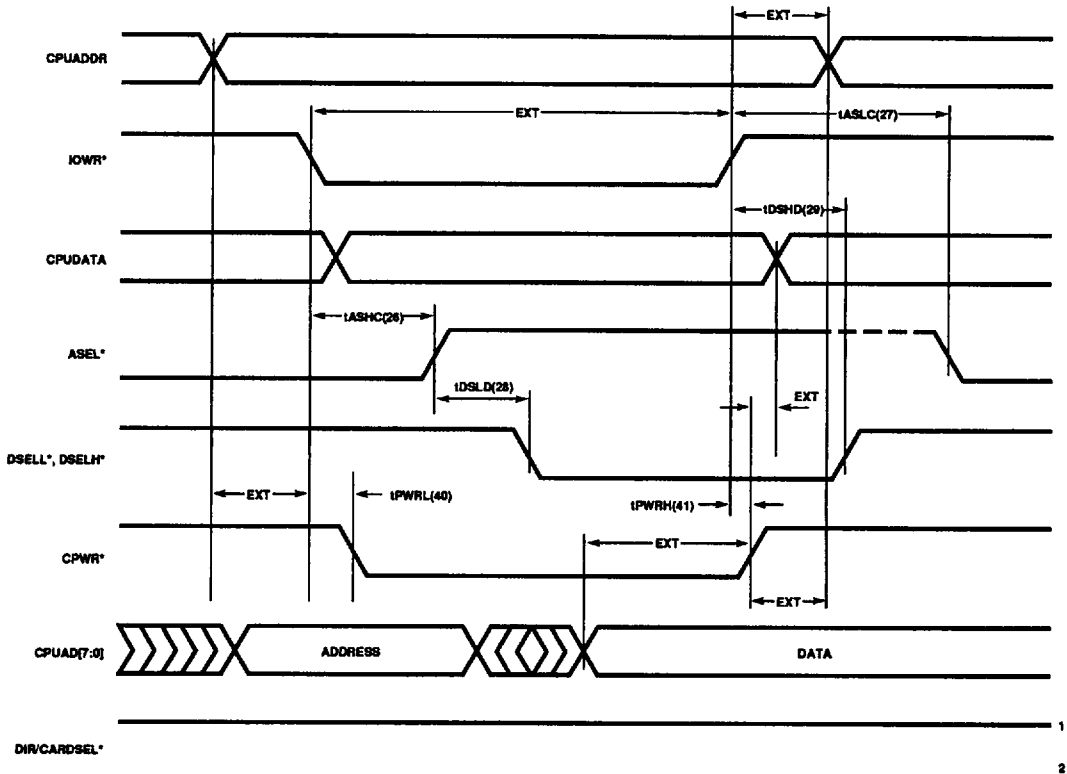 EXT
CPUADDR
EXT
tASLC(27)
IOWR*
tDSHD(29)
CPUDATA
tASHC(26)
ASEL*
tDSLD(28)
EXT
DSELL*, DSELH*
EXT
tPWRL(40)
tPWRH(41)
EXT
CPWR*
EXT
CPUAD[7:0]
ADDRESS
DATA
1
DIR/CARDSEL*
2